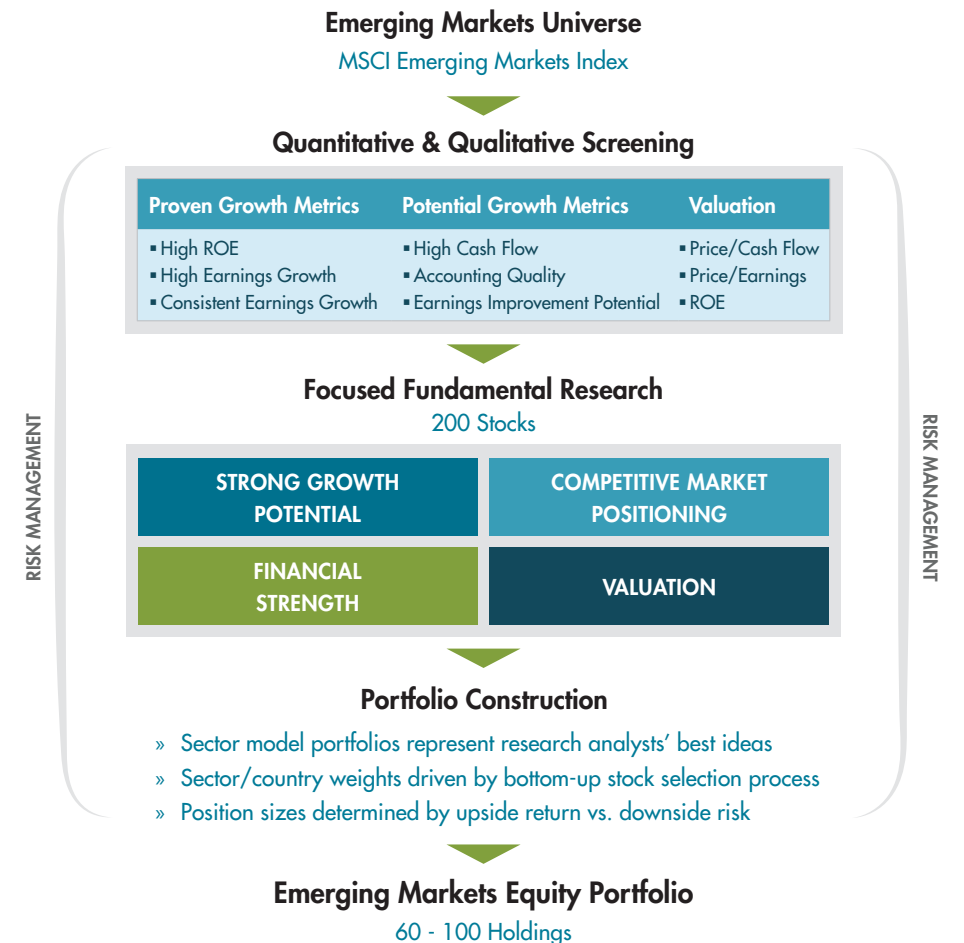 Emerging Markets Universe
MSCI Emerging Markets Index
Quantitative & Qualitative Screening
Proven Growth Metrics
▪ High ROE
▪ High Earnings Growth
▪ Consistent Earnings Growth
Potential Growth Metrics
▪ High Cash Flow
▪ Accounting Quality
▪ Earnings Improvement Potential
Valuation
▪ Price/Cash Flow
▪ Price/Earnings
▪ ROE
Focused Fundamental Research
200 Stocks
STRONG GROWTH
POTENTIAL
COMPETITIVE MARKET
POSITIONING
FINANCIAL
STRENGTH
VALUATION
RISK MANAGEMENT
RISK MANAGEMENT
Portfolio Construction
» Sector model portfolios represent research analysts’ best ideas
» Sector/country weights driven by bottom-up stock selection process
» Position sizes determined by upside return vs. downside risk
Emerging Markets Equity Portfolio
60 - 100 Holdings